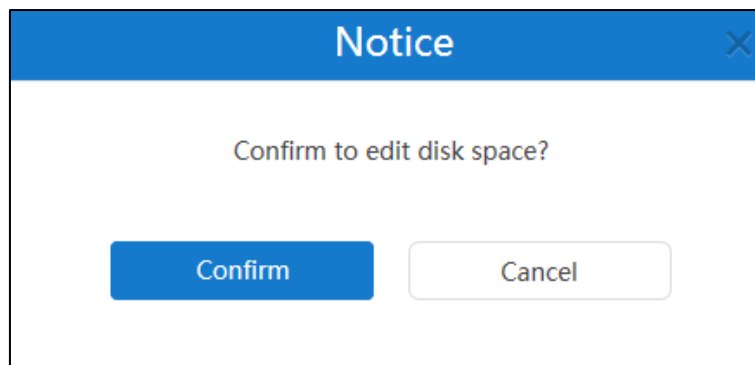 Notice
Confirm to edit disk space?
Confirm
Cancel